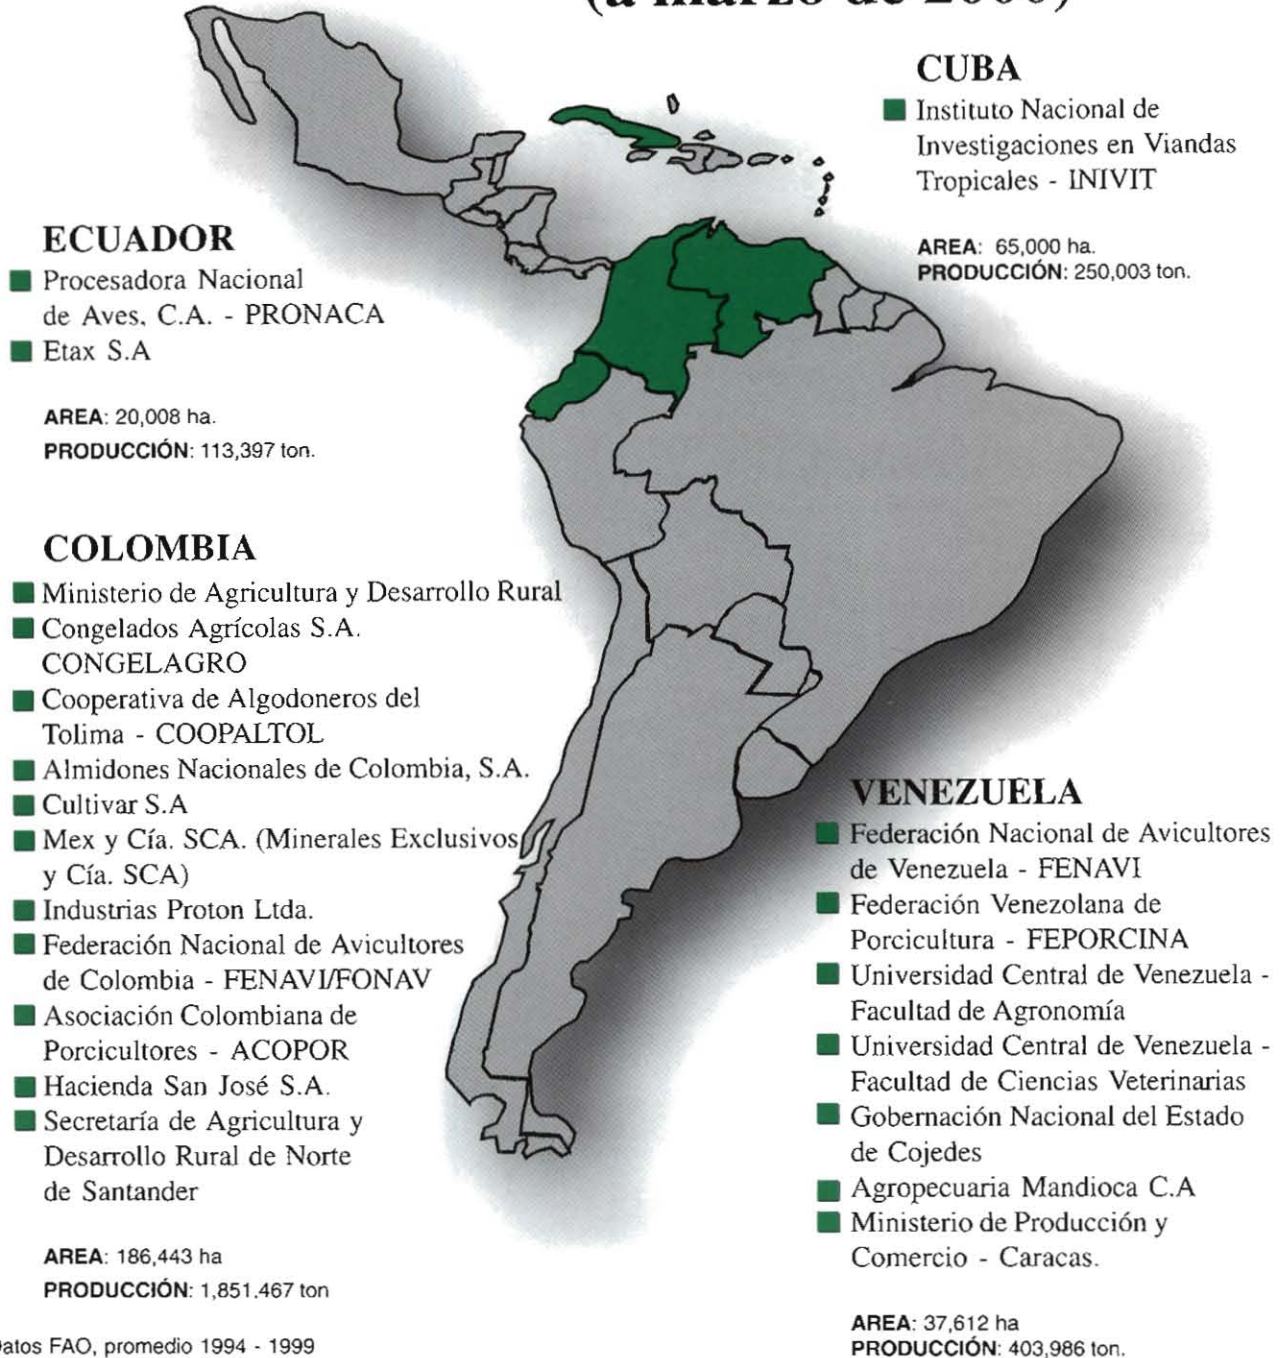 (a marzo de 2000)
CUBA
Instituto Nacional de
Investigaciones en Viandas
Tropicales - INIVIT
AREA: 65,000 ha.
PRODUCCIÓN: 250,003 ton.
ECUADOR
Procesadora Nacional
de Aves, C.A. - PRONACA
Etax S.A
AREA: 20,008 ha.
PRODUCCIÓN: 113,397 ton.
COLOMBIA
Ministerio de Agricultura y Desarrollo Rural
Congelados Agrícolas S.A.
CONGELAGRO
Cooperativa de Algodoneros del
Tolima - COOPALTOL
Almidones Nacionales de Colombia, S.A.
Cultivar S.A
Mex y Cía. SCA. (Minerales Exclusivos
y Cía. SCA)
Industrias Proton Ltda.
Federación Nacional de Avicultores
de Colombia - FENAVI/FONAV
Asociación Colombiana de
Porcicultores - ACOPOR
Hacienda San José S.A.
Secretaría de Agricultura y
Desarrollo Rural de Norte
de Santander
AREA: 186,443 ha
PRODUCCIÓN: 1,851.467 ton
VENEZUELA
Federación Nacional de Avicultores
de Venezuela - FENAVI
Federación Venezolana de
Porcicultura - FEPORCINA
Universidad Central de Venezuela -
Facultad de Agronomía
Universidad Central de Venezuela -
Facultad de Ciencias Veterinarias
Gobernación Nacional del Estado
de Cojedes
Agropecuaria Mandioca C.A
Ministerio de Producción y
Comercio - Caracas.
AREA: 37,612 ha
PRODUCCIÓN: 403,986 ton.
Datos FAO, promedio 1994 - 1999